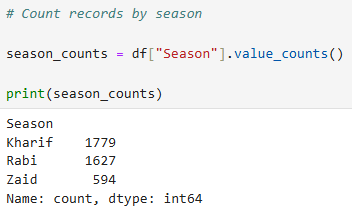 # Count records by season
season_counts = df["Season"].value_counts()
print(season_counts)
Season
Kharif    1779
Rabi      1627
Zaid       594
Name: count, dtype: int64